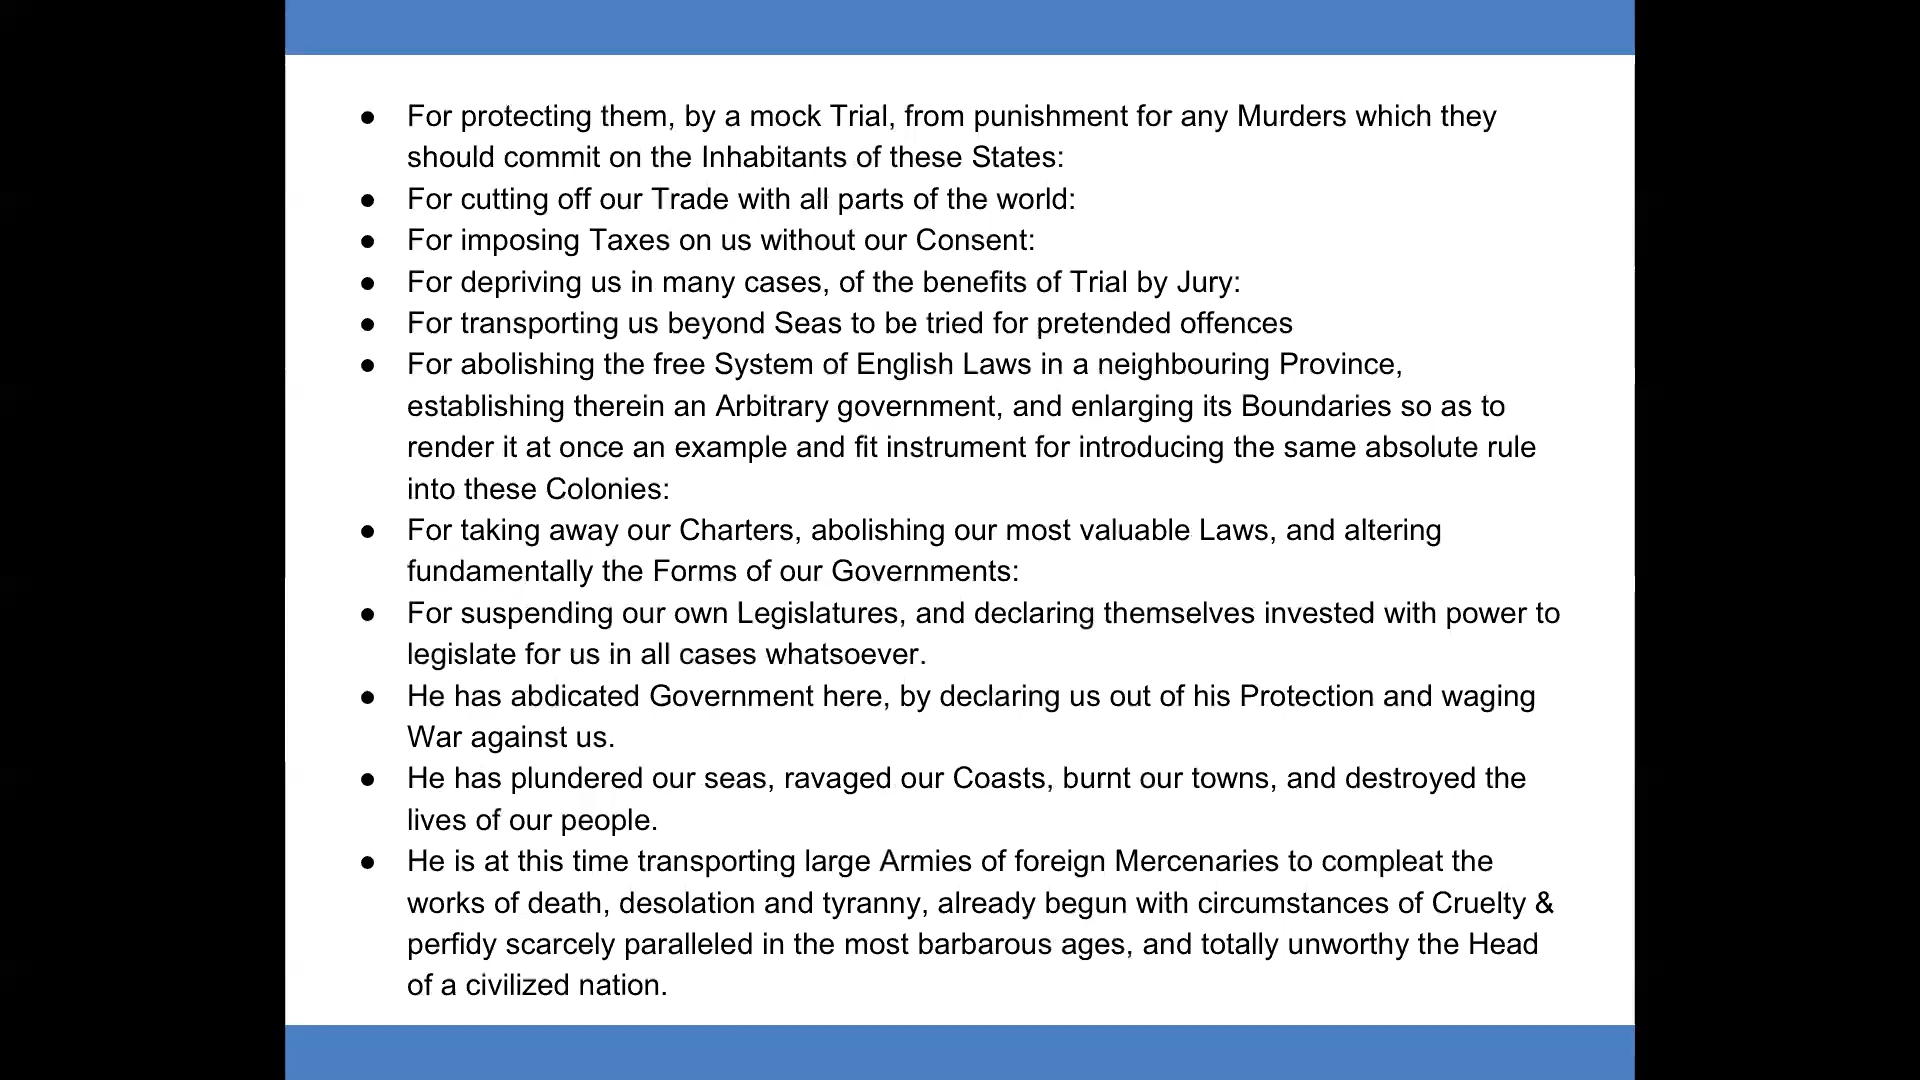 ● For protecting them, by a mock Trial, from punishment for any Murders which they
should commit on the Inhabitants of these States:
● For cutting off our Trade with all parts of the world:
● For imposing Taxes on us without our Consent:
● For depriving us in many cases, of the benefits of Trial by Jury:
● For transporting us beyond Seas to be tried for pretended offences
● For abolishing the free System of English Laws in a neighbouring Province,
establishing therein an Arbitrary government, and enlarging its Boundaries so as to
render it at once an example and fit instrument for introducing the same absolute rule
into these Colonies:
● For taking away our Charters, abolishing our most valuable Laws, and altering
fundamentally the Forms of our Governments:
● For suspending our own Legislatures, and declaring themselves invested with power to
legislate for us in all cases whatsoever.
● He has abdicated Government here, by declaring us out of his Protection and waging
War against us.
● He has plundered our seas, ravaged our Coasts, burnt our towns, and destroyed the
lives of our people.
● He is at this time transporting large Armies of foreign Mercenaries to compleat the
works of death, desolation and tyranny, already begun with circumstances of Cruelty &
perfidy scarcely paralleled in the most barbarous ages, and totally unworthy the Head
of a civilized nation.